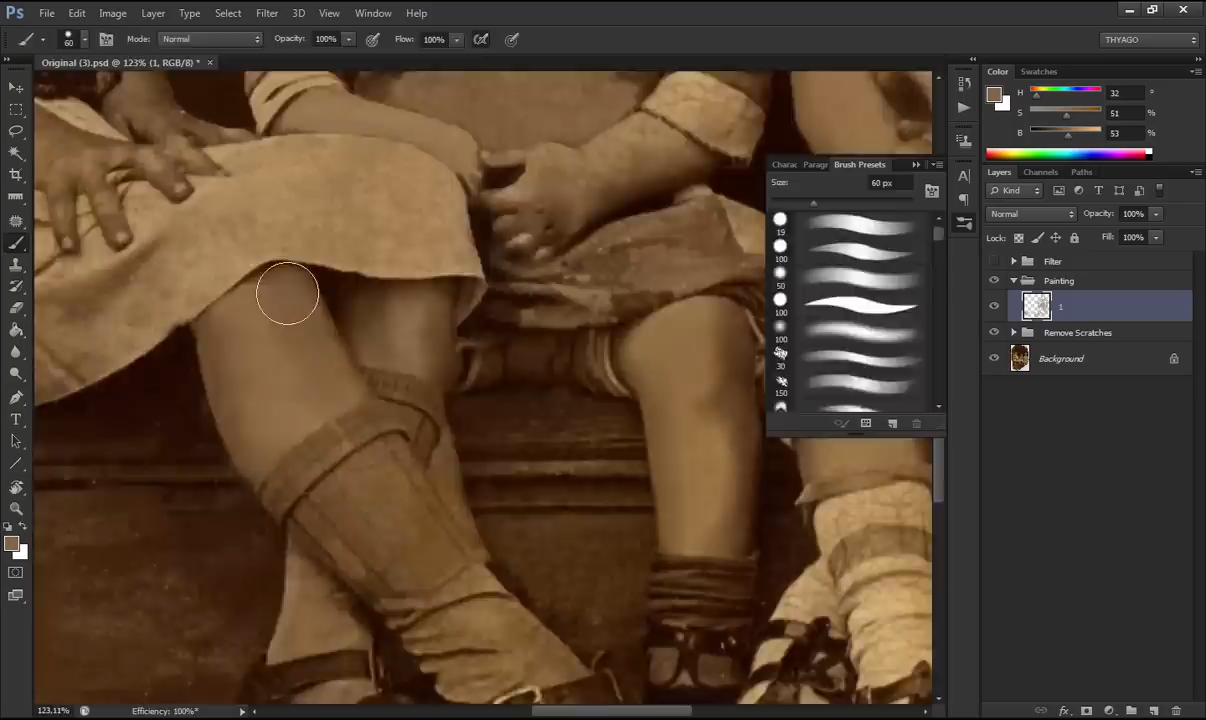 Ps File Edit Image Layer Type Select Filter 3D View Window Help
60 Mode: Normal Opacity: 100% Flow: 100% THYAGO
Original (3).psd @ 123% (1, RGB/8) * ×
Color Swatches
H 32 °
S 51 %
B 53 %
Layers Channels Paths
Kind
Normal Opacity: 100%
Lock: Fill: 100%
Filter
Painting
1
Remove Scratches
Background
Charac Paragr Brush Presets
Size: 60 px
19
100
50
100
100
30
150
123,11% Efficiency: 100%*